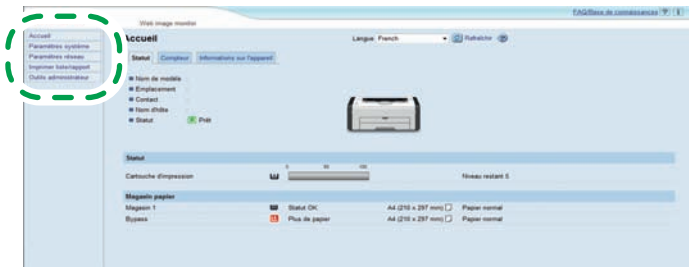 FAQ/Base de connaissances ?
Web image monitor
Accueil
Paramètres système
Paramètres réseau
Imprimer liste/rapport
Outils administrateur
Accueil
Langue French Rafraîchir
Statut Compteur Informations sur l'appareil
Nom de modèle
Emplacement
Contact
Nom d'hôte
Statut Prêt
Statut
0 50 100
Cartouche d'impression Niveau restant 5
Magasin papier
Magasin 1 Statut OK A4 (210 x 297 mm) Papier normal
Bypass Plus de papier A4 (210 x 297 mm) Papier normal